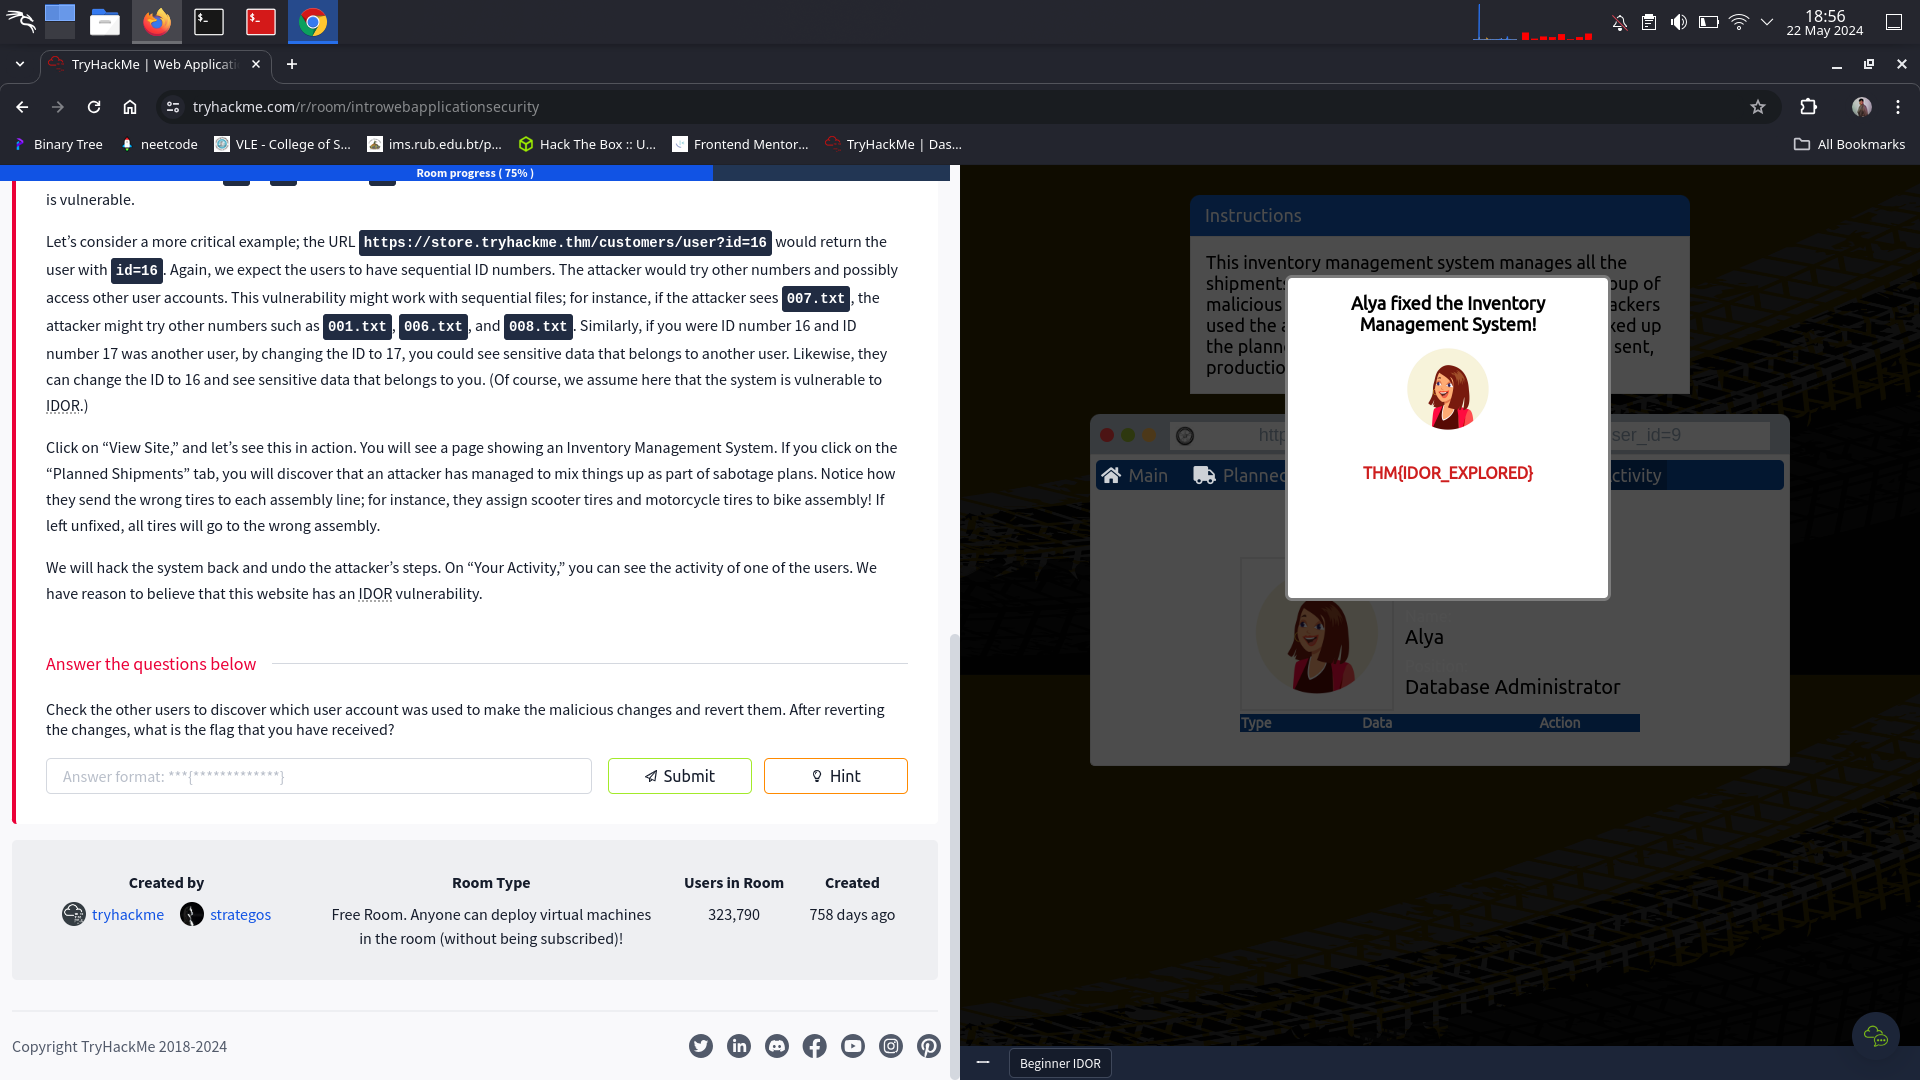 18:56
22 May 2024
TryHackMe | Web Applicati
tryhackme.com/r/room/introwebapplicationsecurity
Binary Tree
neetcode
VLE - College of S...
ims.rub.edu.bt/p...
Hack The Box :: U...
Frontend Mentor...
TryHackMe | Das...
All Bookmarks
Room progress ( 75% )
is vulnerable.
Let’s consider a more critical example; the URL https://store.tryhackme.thm/customers/user?id=16 would return the
user with id=16. Again, we expect the users to have sequential ID numbers. The attacker would try other numbers and possibly
access other user accounts. This vulnerability might work with sequential files; for instance, if the attacker sees 007.txt, the
attacker might try other numbers such as 001.txt, 006.txt, and 008.txt. Similarly, if you were ID number 16 and ID
number 17 was another user, by changing the ID to 17, you could see sensitive data that belongs to another user. Likewise, they
can change the ID to 16 and see sensitive data that belongs to you. (Of course, we assume here that the system is vulnerable to
IDOR.)
Click on “View Site,” and let’s see this in action. You will see a page showing an Inventory Management System. If you click on the
“Planned Shipments” tab, you will discover that an attacker has managed to mix things up as part of sabotage plans. Notice how
they send the wrong tires to each assembly line; for instance, they assign scooter tires and motorcycle tires to bike assembly! If
left unfixed, all tires will go to the wrong assembly.
We will hack the system back and undo the attacker’s steps. On “Your Activity,” you can see the activity of one of the users. We
have reason to believe that this website has an IDOR vulnerability.
Answer the questions below
Check the other users to discover which user account was used to make the malicious changes and revert them. After reverting
the changes, what is the flag that you have received?
Answer format: ***{*************}
Submit
Hint
Created by
tryhackme
strategos
Room Type
Free Room. Anyone can deploy virtual machines
in the room (without being subscribed)!
Users in Room
323,790
Created
758 days ago
Copyright TryHackMe 2018-2024
Instructions
This inventory management system manages all the
shipments
oup of
malicious
ackers
used the a
xed up
the plann
sent,
productio
Alya fixed the Inventory
Management System!
THM{IDOR_EXPLORED}
http
ser_id=9
Main
Planned
ctivity
Alya
Database Administrator
Type
Data
Action
Beginner IDOR